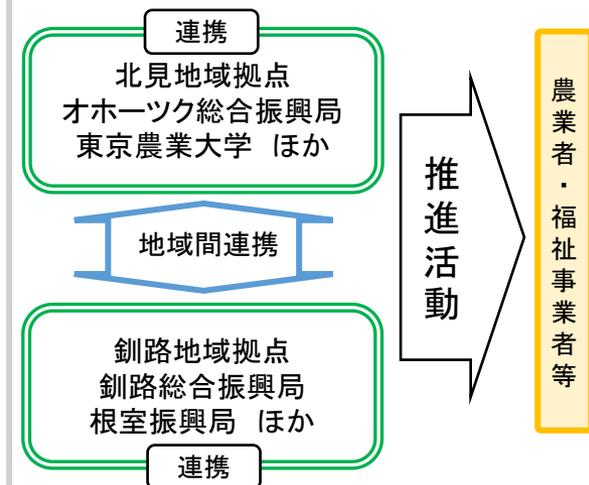 連携
北見地域拠点
オホーツク総合振興局
東京農業大学　ほか
地域間連携
釧路地域拠点
釧路総合振興局
根室振興局　ほか
連携
推進活動
農業者・福祉事業者等